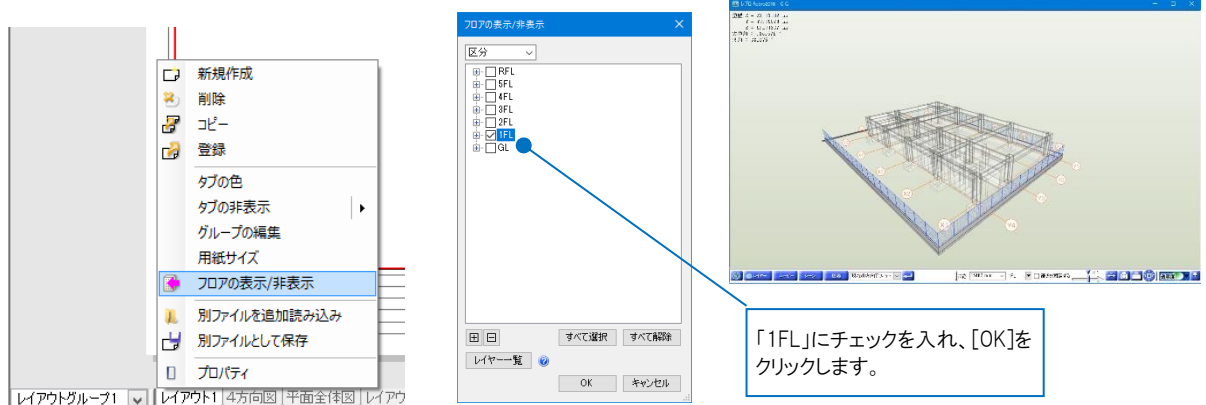 新規作成
削除
コピー
登録
タブの色
タブの非表示
グループの編集
用紙サイズ
フロアの表示/非表示
別ファイルを追加読み込み
別ファイルとして保存
プロパティ
レイアウトグループ1
レイアウト1 4方向図 平面全体図 レイアウ
フロアの表示/非表示
区分
RFL
5FL
4FL
3FL
2FL
1FL
GL
すべて選択 すべて解除
レイヤー一覧
OK キャンセル
「1FL」にチェックを入れ、[OK]を
クリックします。